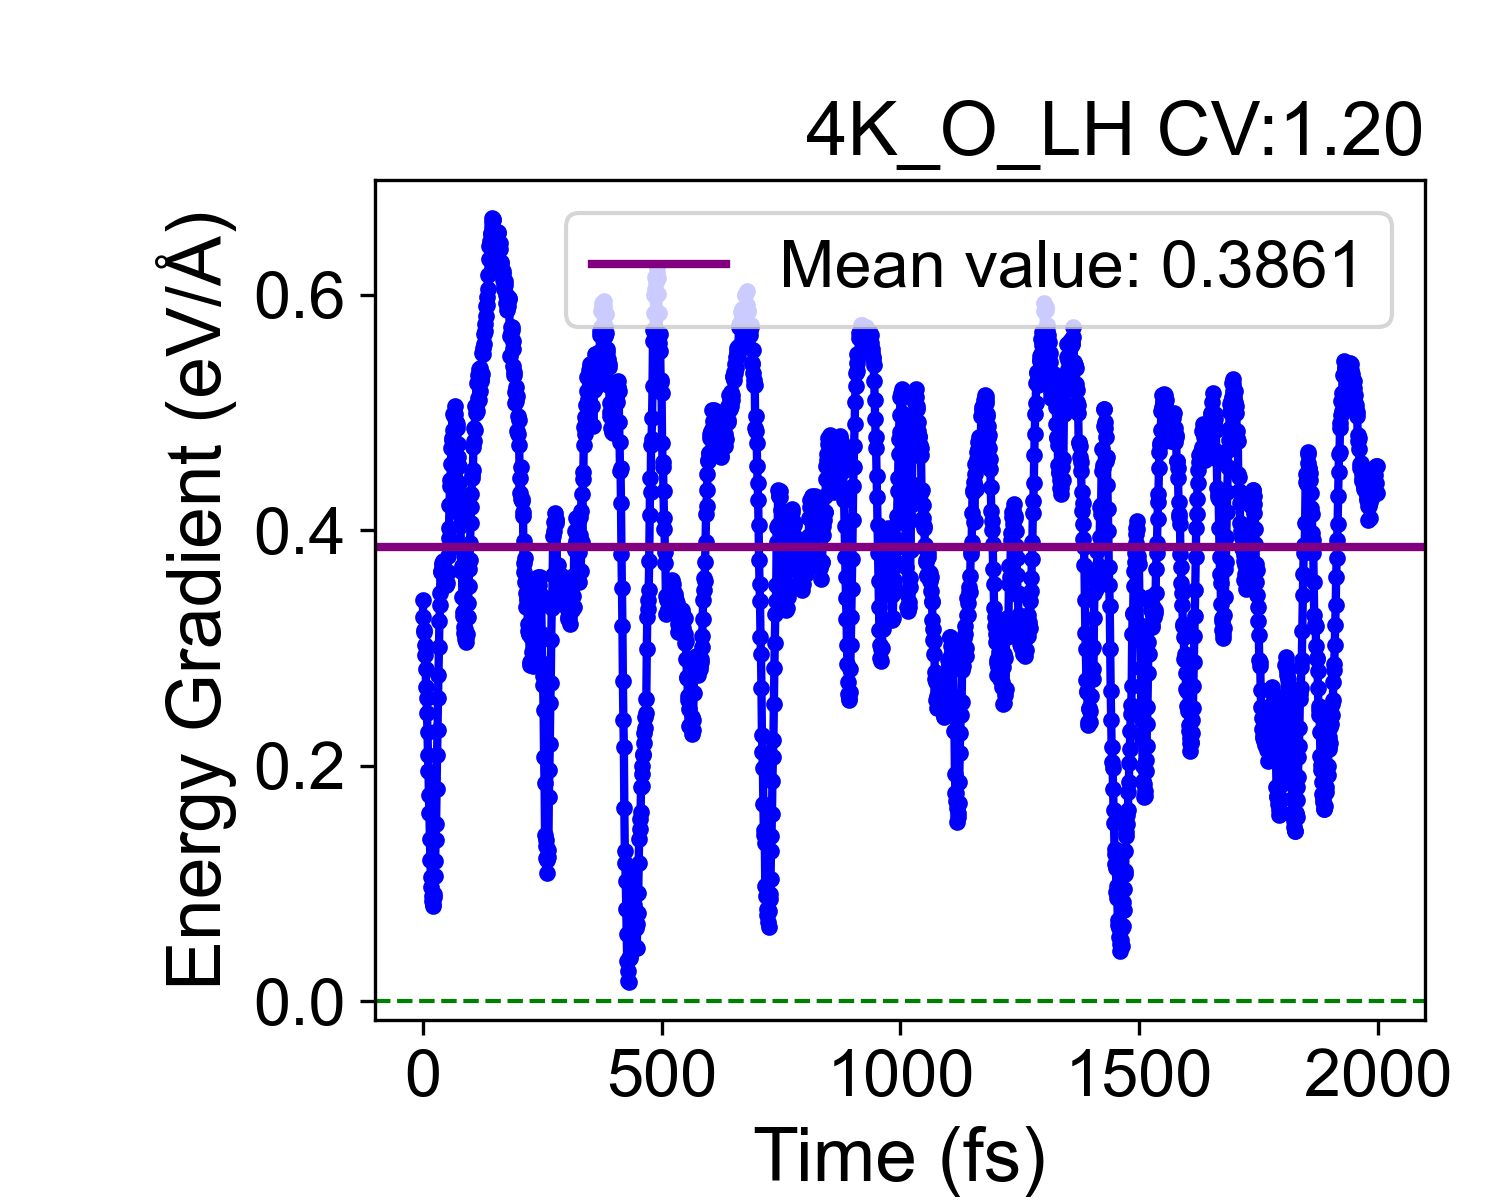 4K_O_LH CV:1.20
Mean value: 0.3861
Energy Gradient (eV/Å)
0.6
0.4
0.2
0.0
0 500 1000 1500 2000
Time (fs)